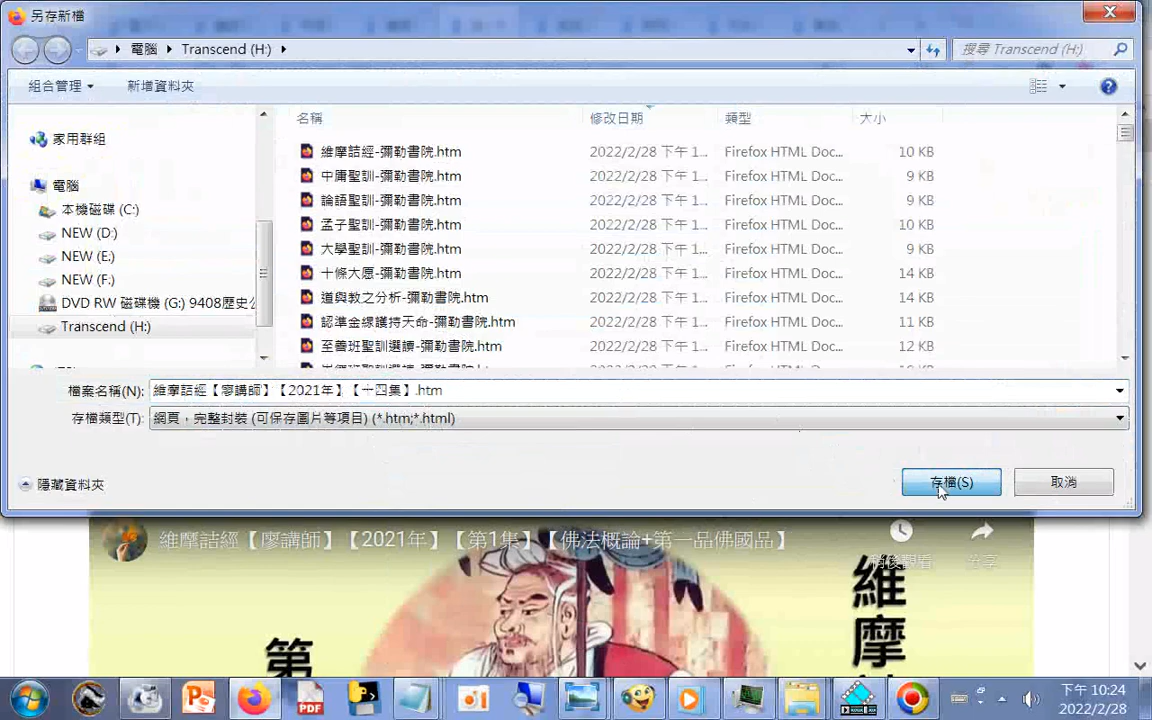 另存新檔
電腦 Transcend (H:)
搜尋 Transcend (H:)
組合管理
新增資料夾
名稱 修改日期 類型 大小
家用群組
電腦
本機磁碟 (C:)
NEW (D:)
NEW (E:)
NEW (F:)
DVD RW 磁碟機 (G:) 9408歷史公
Transcend (H:)
維摩詰經-彌勒書院.htm 2022/2/28 下午 1... Firefox HTML Doc... 10 KB
中庸聖訓-彌勒書院.htm 2022/2/28 下午 1... Firefox HTML Doc... 9 KB
論語聖訓-彌勒書院.htm 2022/2/28 下午 1... Firefox HTML Doc... 9 KB
孟子聖訓-彌勒書院.htm 2022/2/28 下午 1... Firefox HTML Doc... 10 KB
大學聖訓-彌勒書院.htm 2022/2/28 下午 1... Firefox HTML Doc... 9 KB
十條大愿-彌勒書院.htm 2022/2/28 下午 1... Firefox HTML Doc... 14 KB
道與教之分析-彌勒書院.htm 2022/2/28 下午 1... Firefox HTML Doc... 14 KB
認準金線護持天命-彌勒書院.htm 2022/2/28 下午 1... Firefox HTML Doc... 11 KB
至善班聖訓選讀-彌勒書院.htm 2022/2/28 下午 1... Firefox HTML Doc... 12 KB
檔案名稱(N): 維摩詰經【廖講師】【2021年】【十四集】.htm
存檔類型(T): 網頁，完整封裝 (可保存圖片等項目) (*.htm;*.html)
隱藏資料夾
存檔(S)
取消
維摩詰經【廖講師】【2021年】【第1集】【佛法概論+第一品佛國品】
稍後觀看
分享
維摩
第
PDF
下午 10:24
2022/2/28